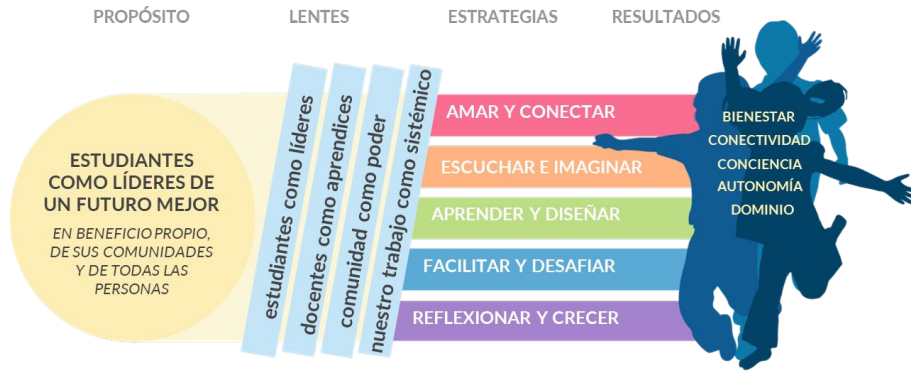 PROPÓSITO
LENTES
ESTRATEGIAS
RESULTADOS
ESTUDIANTES
COMO LÍDERES DE
UN FUTURO MEJOR
EN BENEFICIO PROPIO,
DE SUS COMUNIDADES
Y DE TODAS LAS
PERSONAS
estudiantes como líderes
docentes como aprendices
comunidad como poder
nuestro trabajo como sisté​mico
AMAR Y CONECTAR
ESCUCHAR E IMAGINAR
APRENDER Y DISEÑAR
FACILITAR Y DESAFIAR
REFLEXIONAR Y CRECER
BIENESTAR
CONECTIVIDAD
CONCIENCIA
AUTONOMÍA
DOMINIO